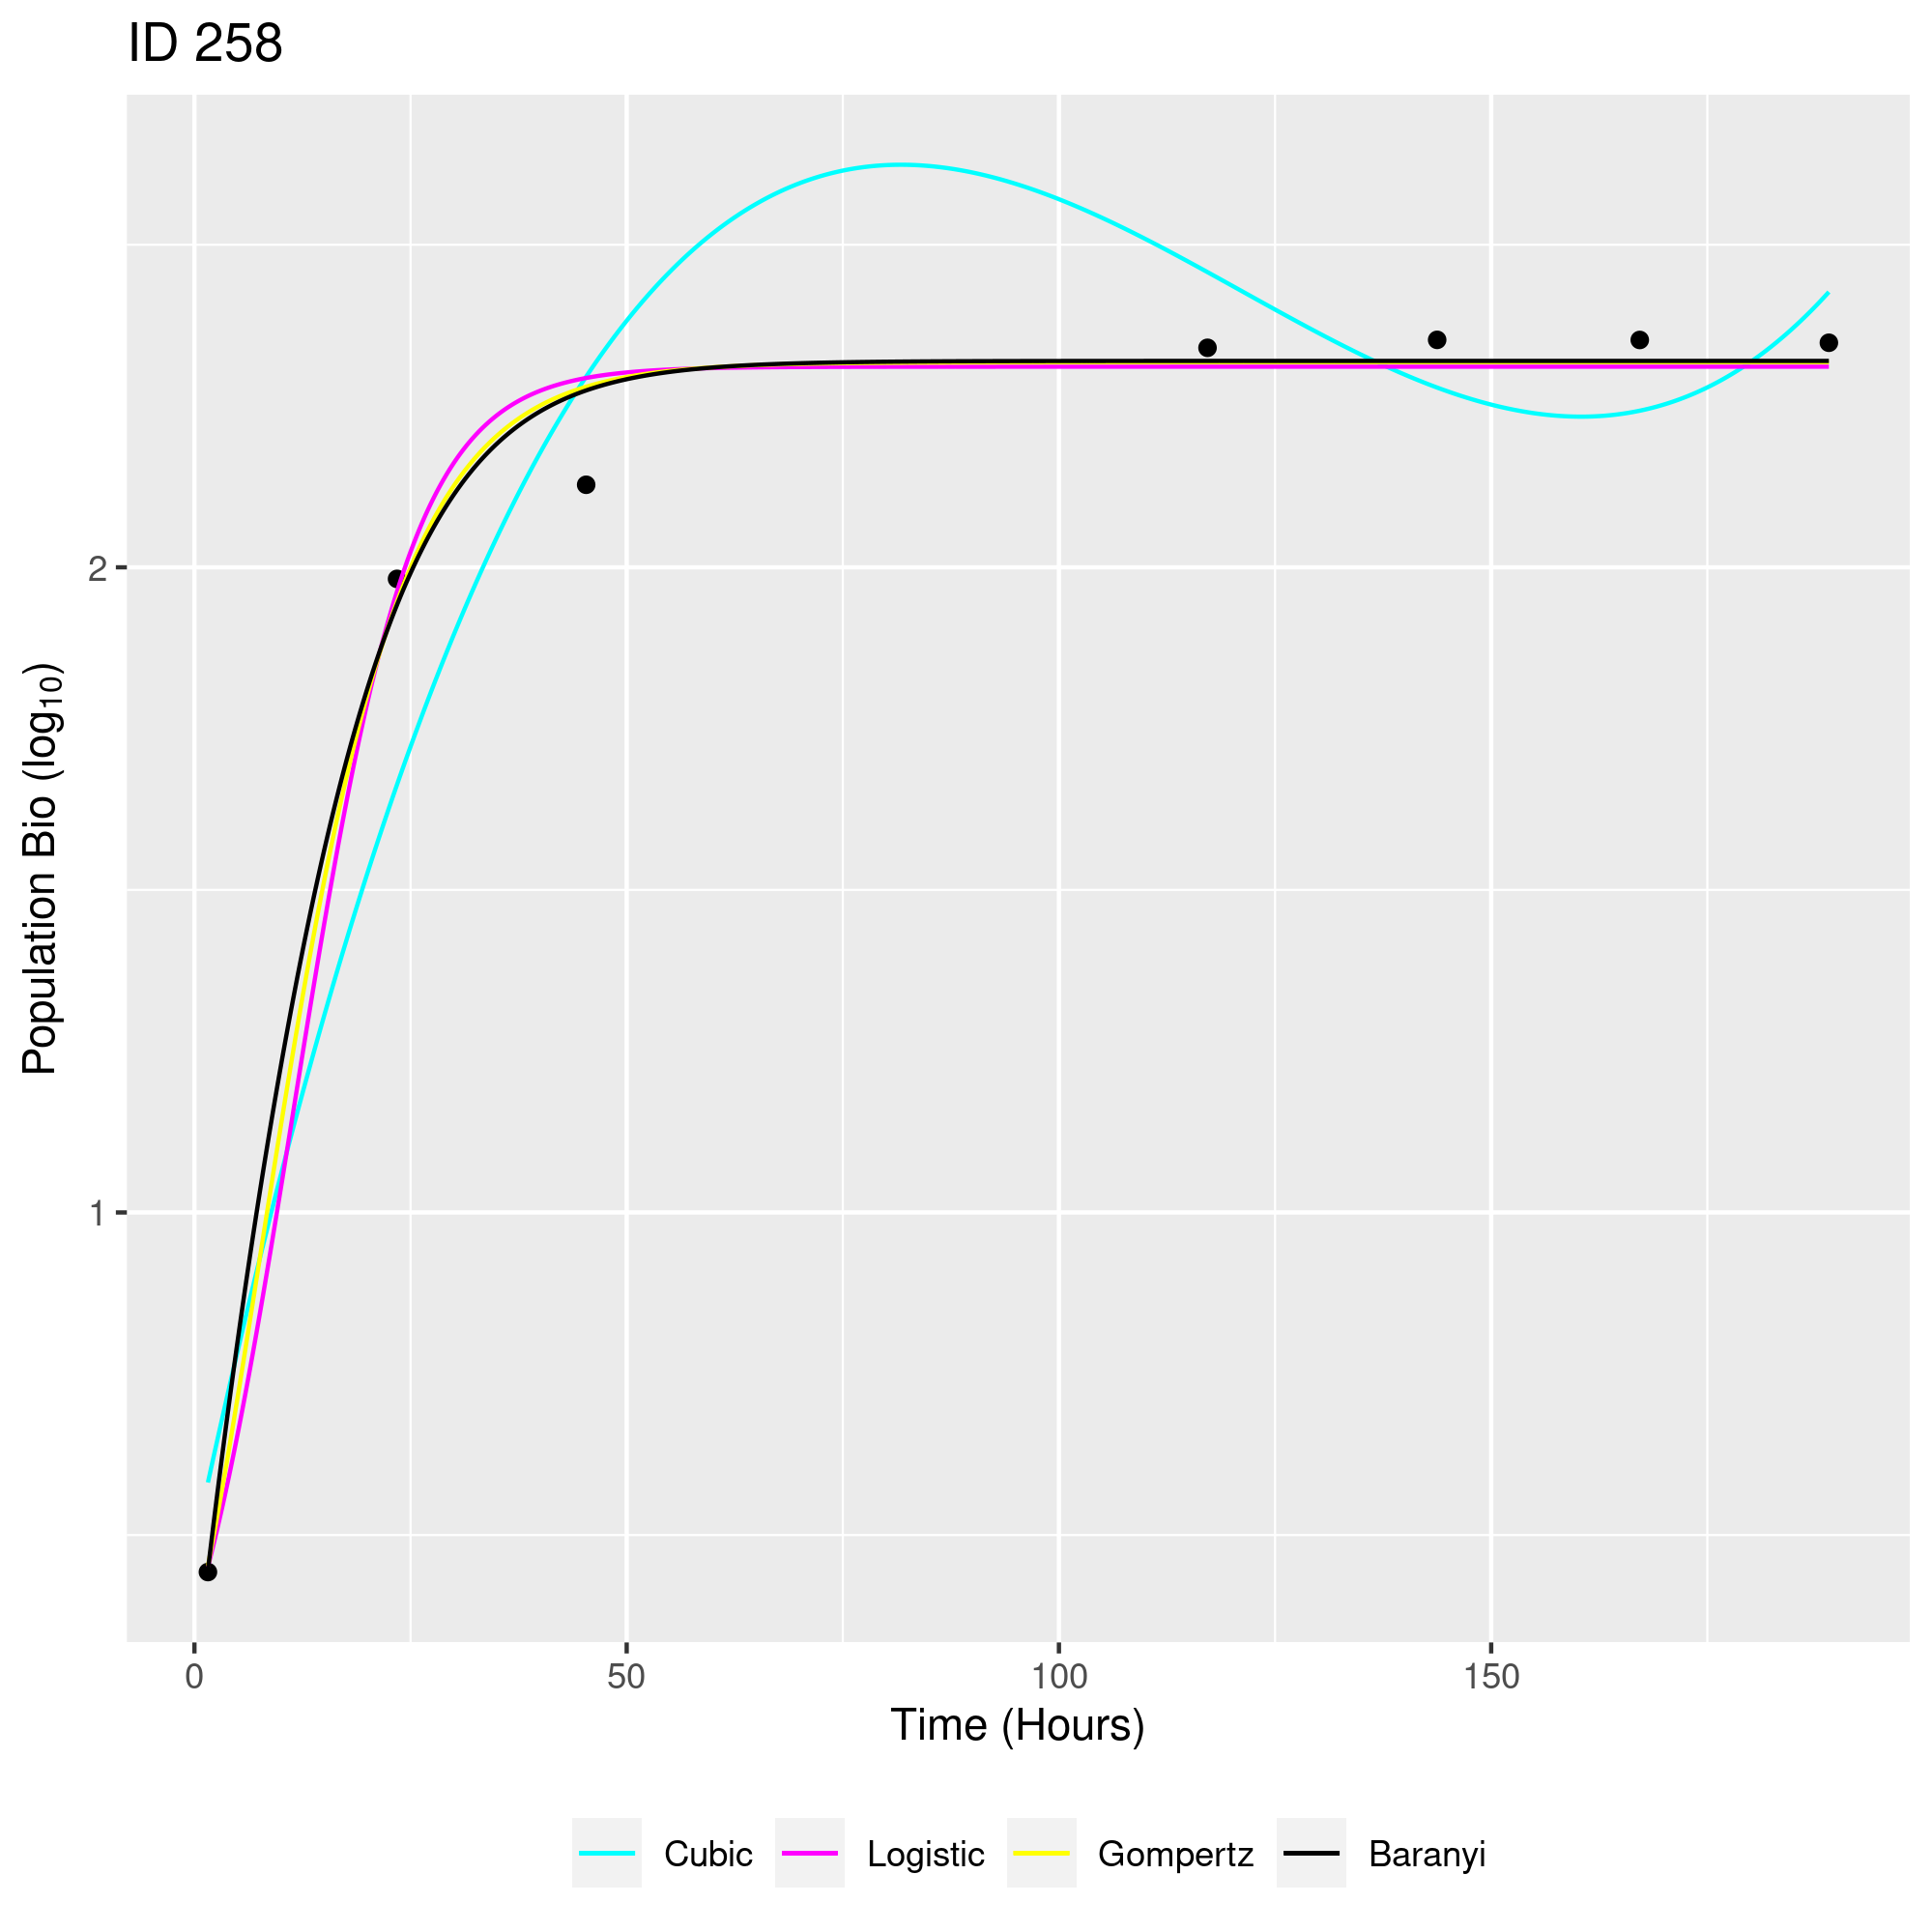 ID 258
Population Bio (log₁₀)
2
1
0 50 100 150
Time (Hours)
Cubic Logistic Gompertz Baranyi